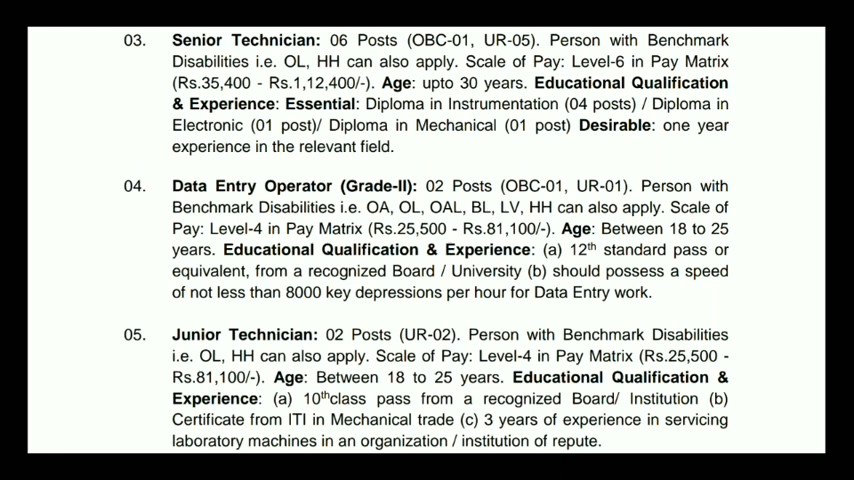 03. Senior Technician: 06 Posts (OBC-01, UR-05). Person with Benchmark
Disabilities i.e. OL, HH can also apply. Scale of Pay: Level-6 in Pay Matrix
(Rs.35,400 - Rs.1,12,400/-). Age: upto 30 years. Educational Qualification
& Experience: Essential: Diploma in Instrumentation (04 posts) / Diploma in
Electronic (01 post)/ Diploma in Mechanical (01 post) Desirable: one year
experience in the relevant field.
04. Data Entry Operator (Grade-II): 02 Posts (OBC-01, UR-01). Person with
Benchmark Disabilities i.e. OA, OL, OAL, BL, LV, HH can also apply. Scale of
Pay: Level-4 in Pay Matrix (Rs.25,500 - Rs.81,100/-). Age: Between 18 to 25
years. Educational Qualification & Experience: (a) 12th standard pass or
equivalent, from a recognized Board / University (b) should possess a speed
of not less than 8000 key depressions per hour for Data Entry work.
05. Junior Technician: 02 Posts (UR-02). Person with Benchmark Disabilities
i.e. OL, HH can also apply. Scale of Pay: Level-4 in Pay Matrix (Rs.25,500 -
Rs.81,100/-). Age: Between 18 to 25 years. Educational Qualification &
Experience: (a) 10thclass pass from a recognized Board/ Institution (b)
Certificate from ITI in Mechanical trade (c) 3 years of experience in servicing
laboratory machines in an organization / institution of repute.